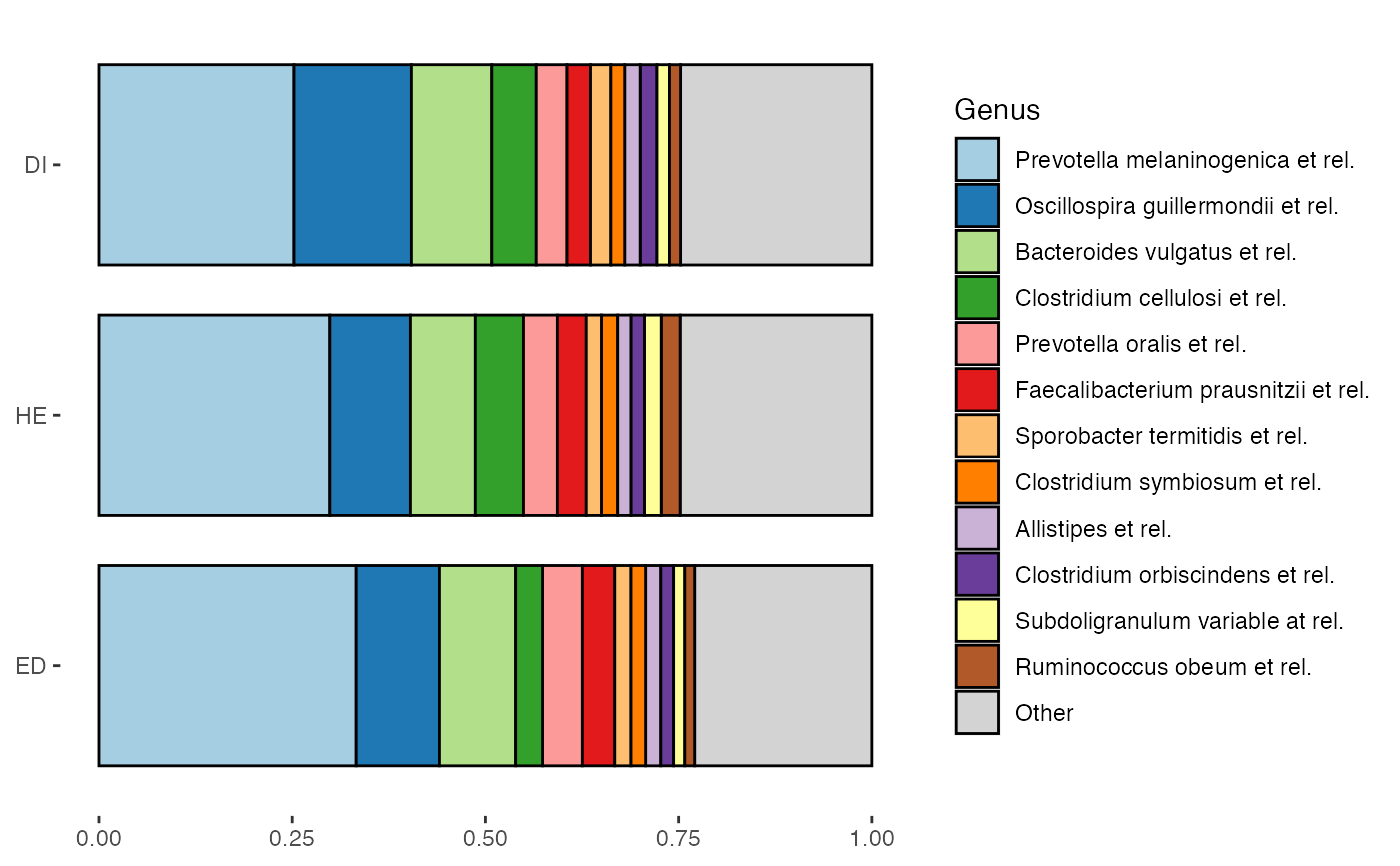 DI
HE
ED
0.00 0.25 0.50 0.75 1.00
Genus
Prevotella melaninogenica et rel.
Oscillospira guillermondii et rel.
Bacteroides vulgatus et rel.
Clostridium cellulosi et rel.
Prevotella oralis et rel.
Faecalibacterium prausnitzii et rel.
Sporobacter termitidis et rel.
Clostridium symbiosum et rel.
Allistipes et rel.
Clostridium orbiscindens et rel.
Subdoligranulum variable at rel.
Ruminococcus obeum et rel.
Other